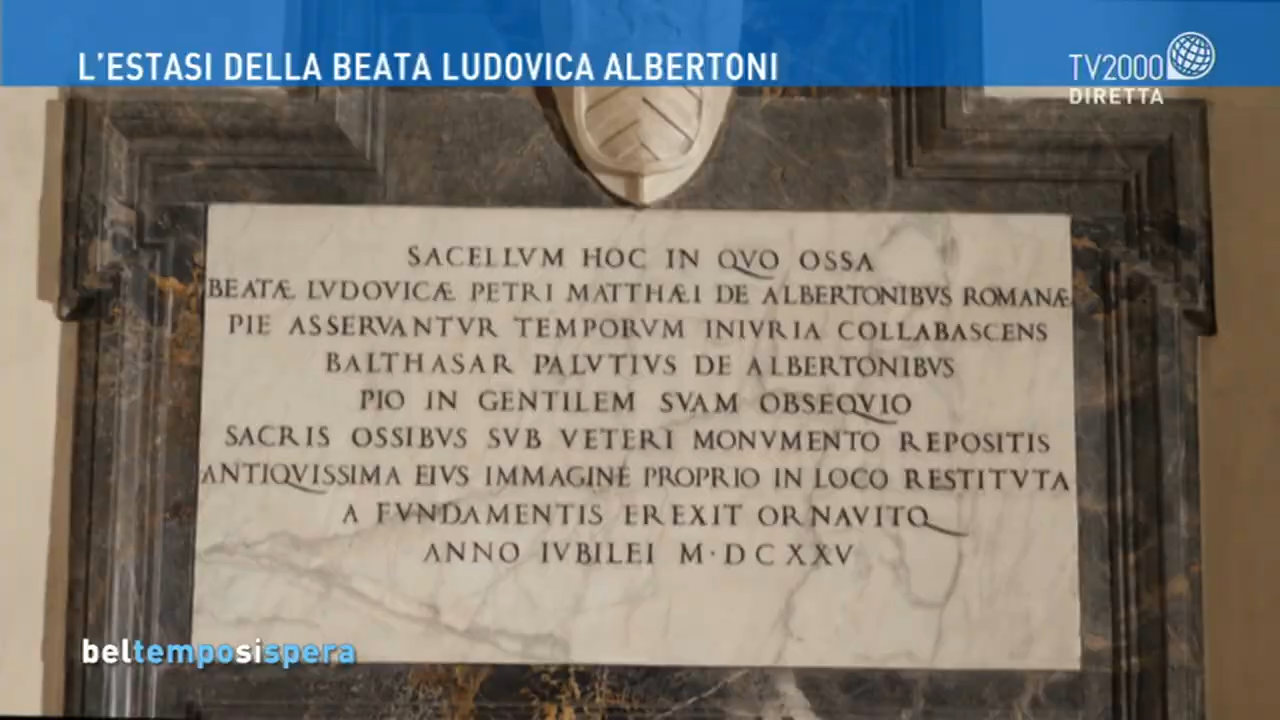 L'ESTASI DELLA BEATA LUDOVICA ALBERTONI
TV2000
DIRETTA
SACELLVM HOC IN QVO OSSA
BEATÆ LVDOVICÆ PETRI MATTHÆI DE ALBERTONIBVS ROMANÆ
PIE ASSERVANTVR TEMPORVM INIVRIA COLLABASCENS
BALTHASAR PALVTIVS DE ALBERTONIBVS
PIO IN GENTILEM SVAM OBSEQVIO
SACRIS OSSIBVS SVB VETERI MONVMENTO REPOSITIS
ANTIQVISSIMA EIVS IMMAGINE PROPRIO IN LOCO RESTITVTA
A FVNDAMENTIS EREXIT ORNAVITQ
ANNO IVBILEI M·DCXXV
beltemposispera